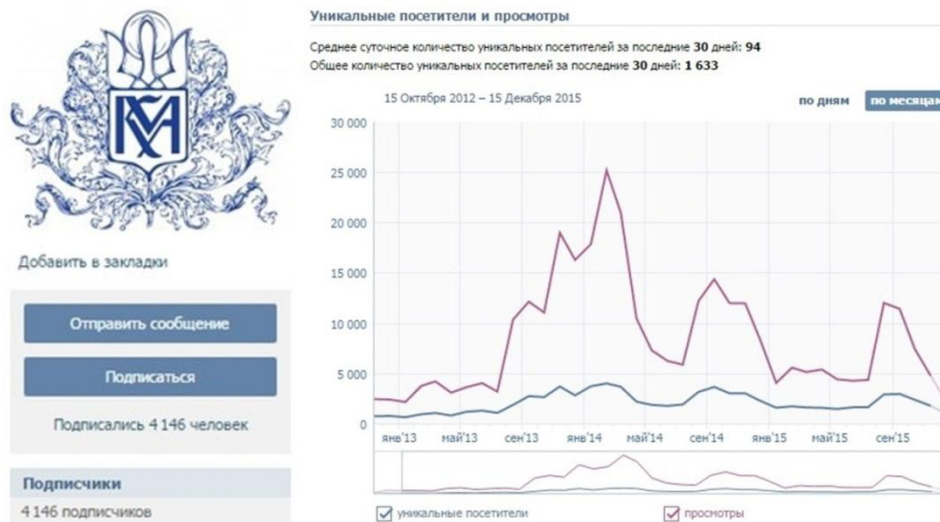 КМА
Добавить в закладки
Отправить сообщение
Подписаться
Подписались 4 146 человек
Подписчики
4 146 подписчиков
Уникальные посетители и просмотры
Среднее суточное количество уникальных посетителей за последние 30 дней: 94
Общее количество уникальных посетителей за последние 30 дней: 1 633
15 Октября 2012 – 15 Декабря 2015
по дням по месяцам
30 000
25 000
20 000
15 000
10 000
5 000
0
янв'13 май'13 сен'13 янв'14 май'14 сен'14 янв'15 май'15 сен'15
уникальные посетители просмотры